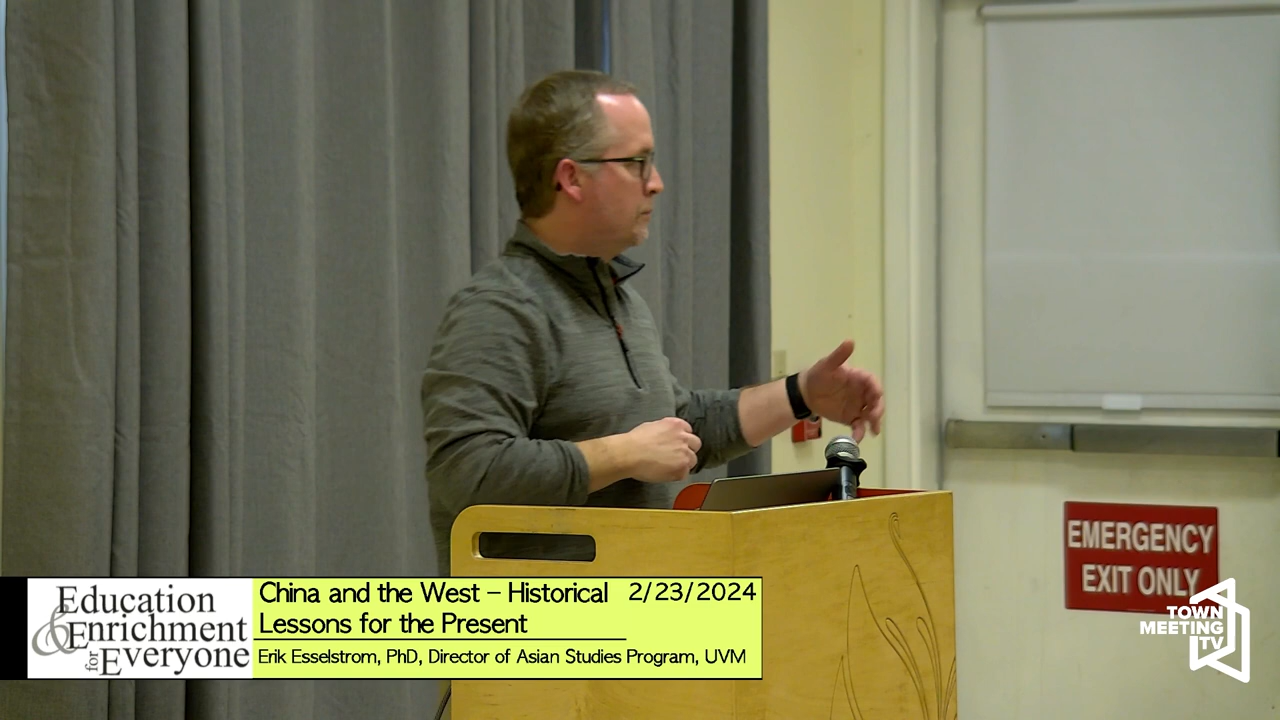 Education
& Enrichment
for Everyone
China and the West – Historical 2/23/2024
Lessons for the Present
Erik Esselstrom, PhD, Director of Asian Studies Program, UVM
EMERGENCY
EXIT ONLY
TOWN
MEETING
TV